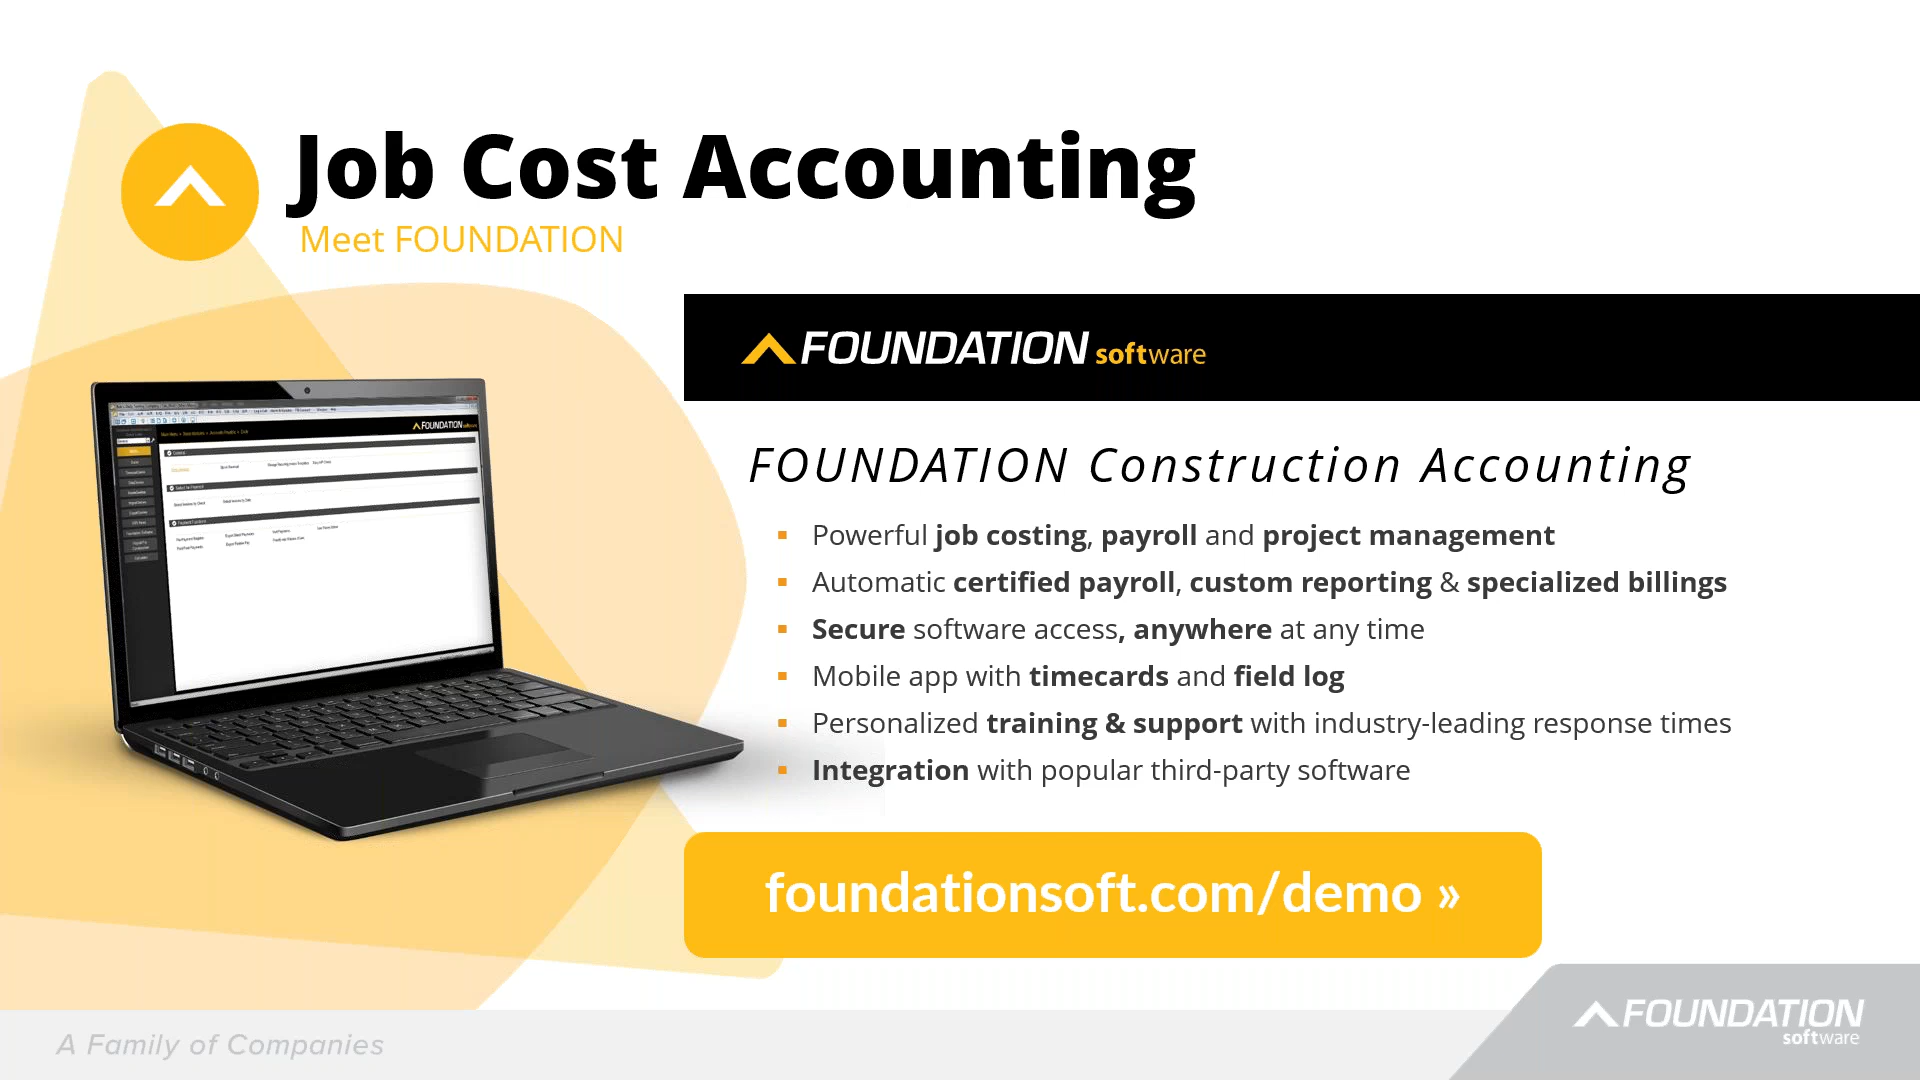 Job Cost Accounting
Meet FOUNDATION
FOUNDATION software
FOUNDATION
FOUNDATION Construction Accounting
▪ Powerful job costing, payroll and project management
▪ Automatic certified payroll, custom reporting & specialized billings
▪ Secure software access, anywhere at any time
▪ Mobile app with timecards and field log
▪ Personalized training & support with industry-leading response times
▪ Integration with popular third-party software
foundationsoft.com/demo »
A Family of Companies
FOUNDATION
software